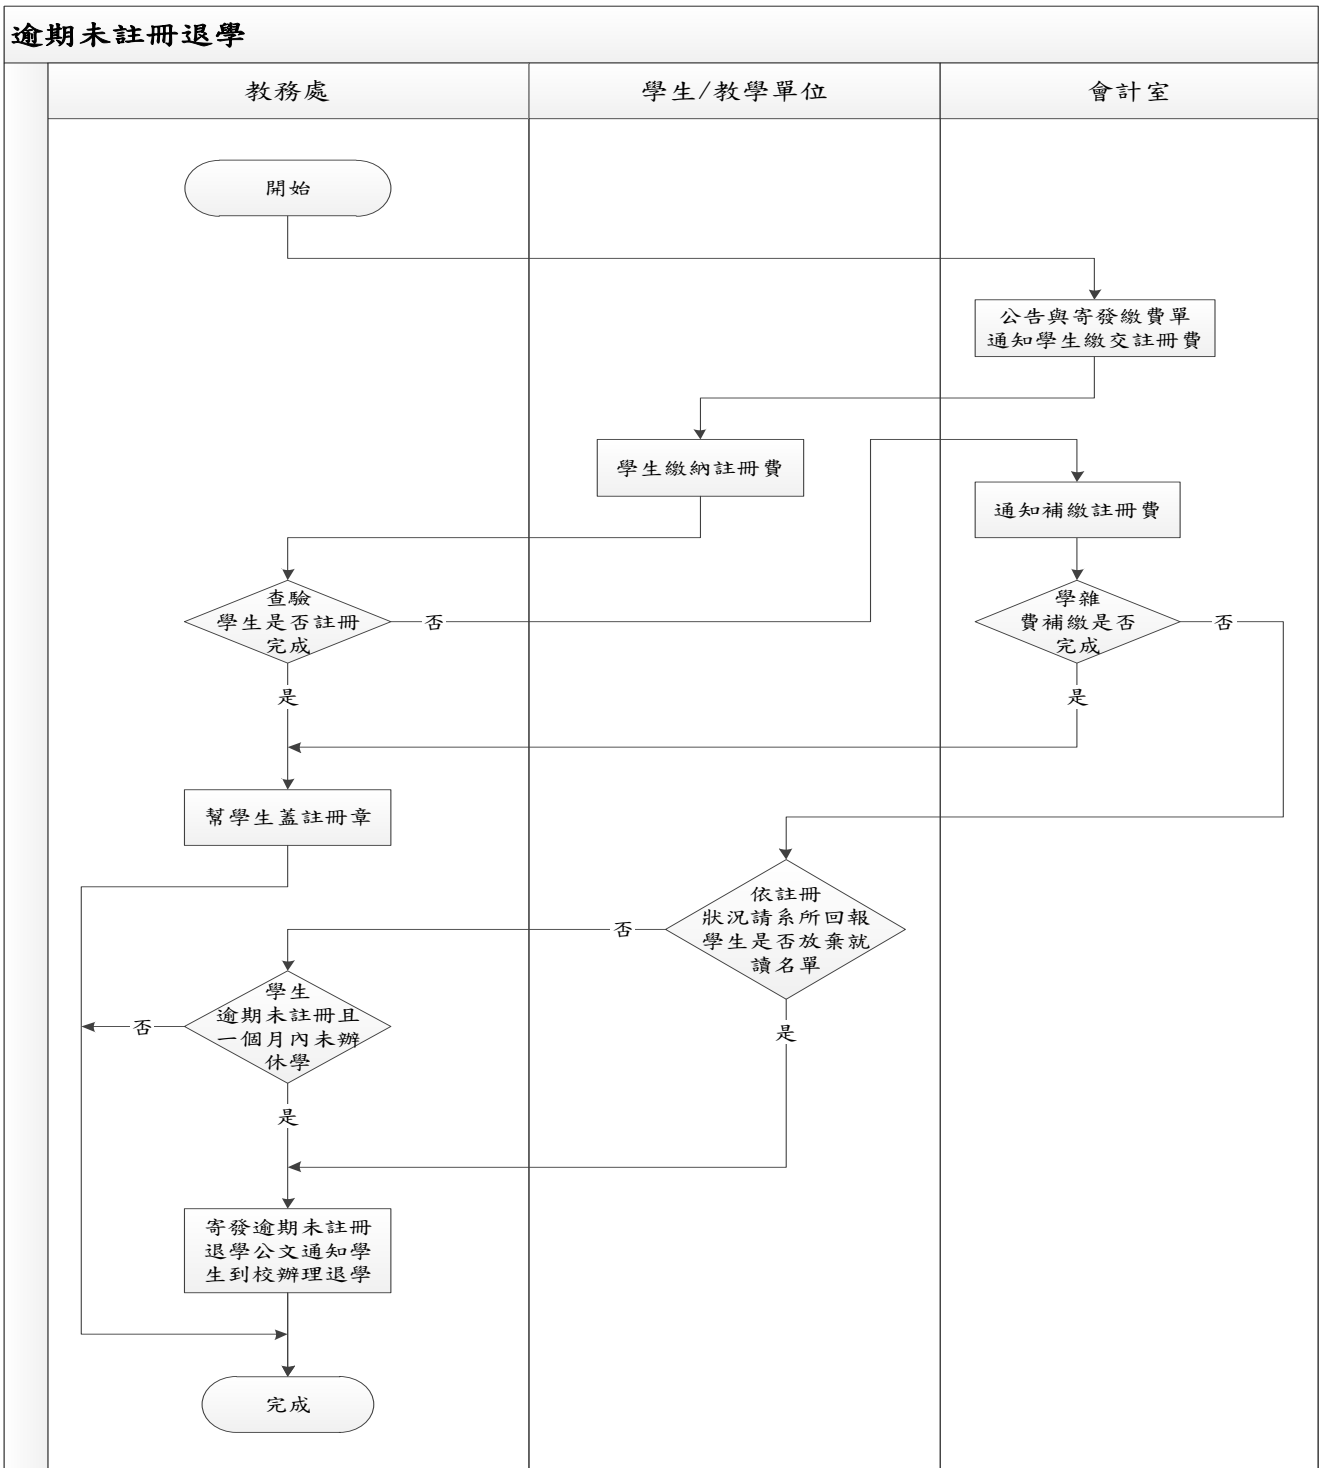 逾期未註冊退學
教務處
學生/教學單位
會計室
開始
公告與寄發繳費單
通知學生繳交註冊費
學生繳納註冊費
通知補繳註冊費
查驗
學生是否註冊
完成
否
學雜
費補繳是否
完成
否
是
是
幫學生蓋註冊章
依註冊
狀況請系所回報
學生是否放棄就
讀名單
否
學生
逾期未註冊且
一個月內未辦
休學
否
是
是
寄發逾期未註冊
退學公文通知學
生到校辦理退學
完成